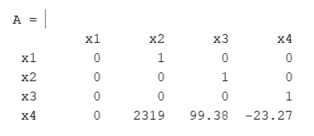 A =
x1 x2 x3 x4
x1 0 1 0 0
x2 0 0 1 0
x3 0 0 0 1
x4 0 2319 99.38 -23.27